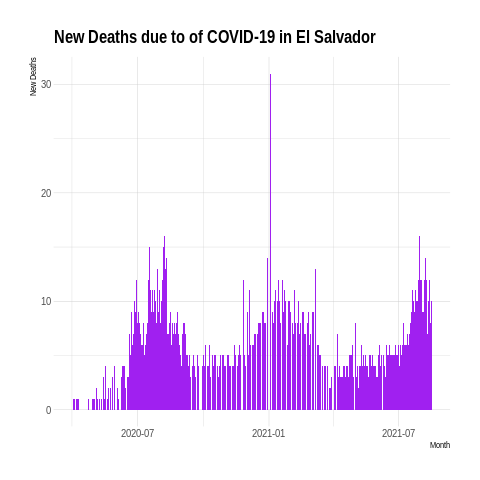 New Deaths due to of COVID-19 in El Salvador
New Deaths
30
20
10
0
2020-07
2021-01
2021-07
Month